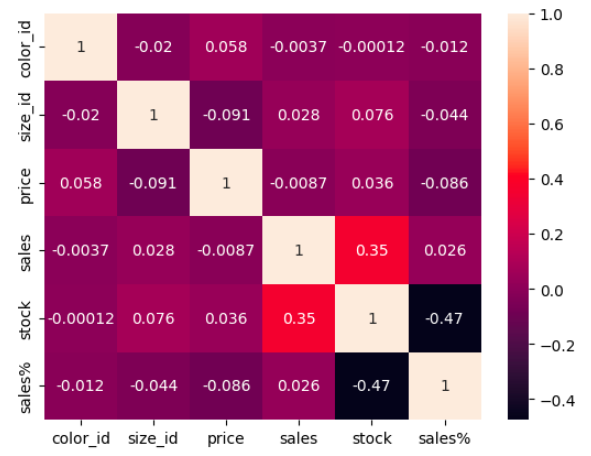 color_id 1 -0.02 0.058 -0.0037 -0.00012 -0.012
size_id -0.02 1 -0.091 0.028 0.076 -0.044
price 0.058 -0.091 1 -0.0087 0.036 -0.086
sales -0.0037 0.028 -0.0087 1 0.35 0.026
stock -0.00012 0.076 0.036 0.35 1 -0.47
sales% -0.012 -0.044 -0.086 0.026 -0.47 1
color_id size_id price sales stock sales%
1.0
0.8
0.6
0.4
0.2
0.0
−0.2
−0.4